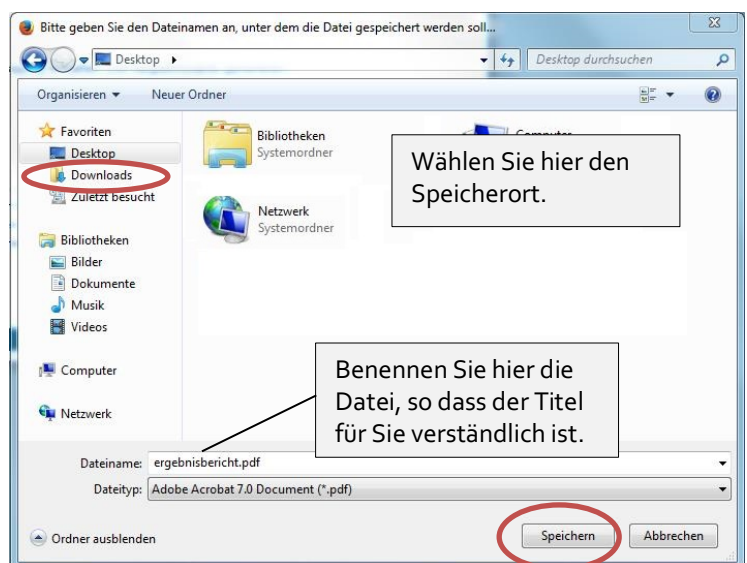 Bitte geben Sie den Dateinamen an, unter dem die Datei gespeichert werden soll...
Desktop
Desktop durchsuchen
Organisieren
Neuer Ordner
Favoriten
Desktop
Downloads
Zuletzt besucht
Bibliotheken
Bilder
Dokumente
Musik
Videos
Computer
Netzwerk
Bibliotheken
Systemordner
Computer
Netzwerk
Systemordner
Wählen Sie hier den
Speicherort.
Benennen Sie hier die
Datei, so dass der Titel
für Sie verständlich ist.
Dateiname: ergebnisbericht.pdf
Dateityp: Adobe Acrobat 7.0 Document (*.pdf)
Ordner ausblenden
Speichern
Abbrechen